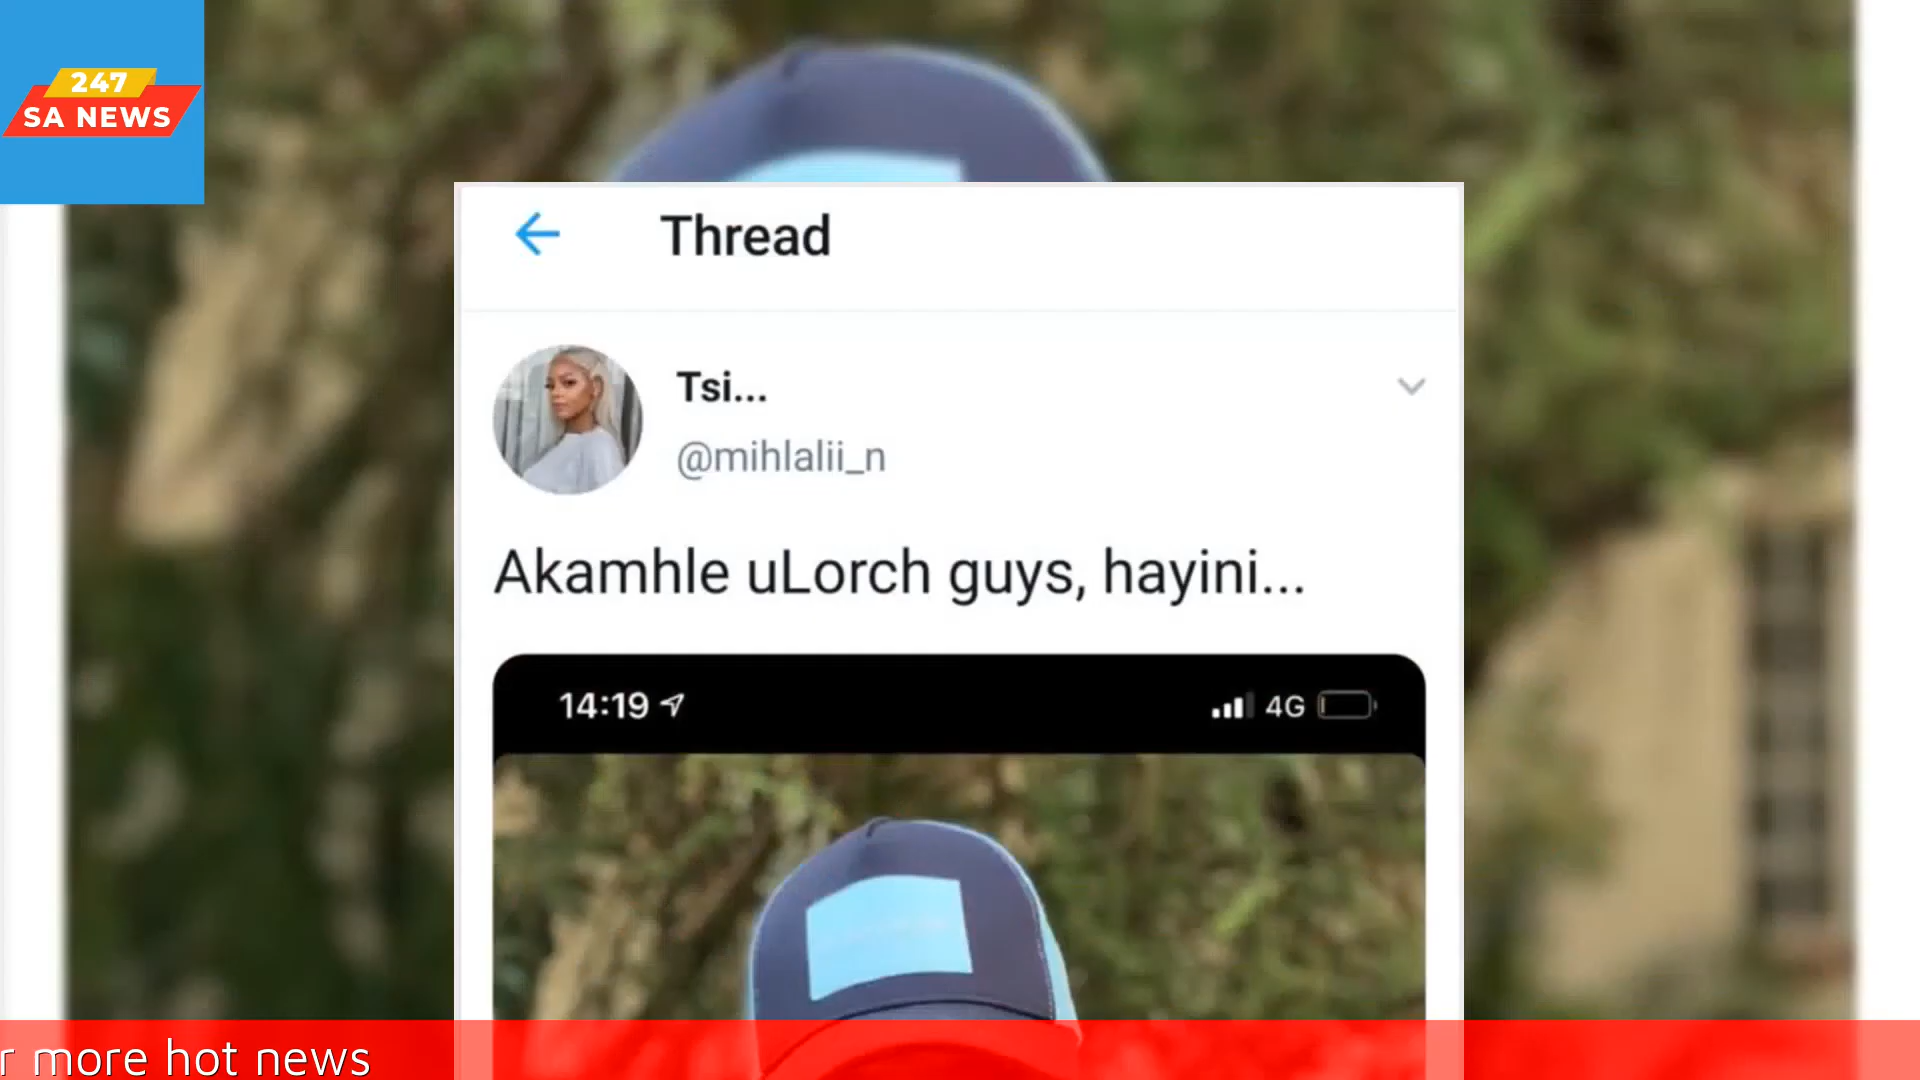 247
SA NEWS
Thread
Tsi...
@mihlalii_n
Akamhle uLorch guys, hayini...
14:19
4G
r more hot news